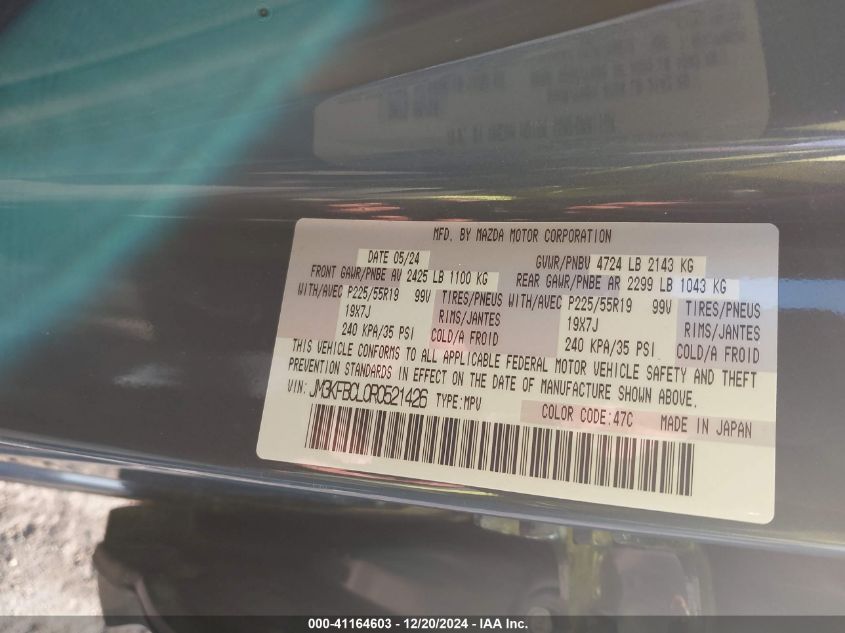 MFD. BY MAZDA MOTOR CORPORATION
DATE 05/24 GVWR/PNBV 4724 LB 2143 KG
FRONT GAWR/PNBE AV 2425 LB 1100 KG REAR GAWR/PNBE AR 2299 LB 1043 KG
WITH/AVEC P225/55R19 99V TIRES/PNEUS WITH/AVEC P225/55R19 99V TIRES/PNEUS
19X7J RIMS/JANTES 19X7J RIMS/JANTES
240 KPA/35 PSI COLD/A FROID 240 KPA/35 PSI COLD/A FROID
THIS VEHICLE CONFORMS TO ALL APPLICABLE FEDERAL MOTOR VEHICLE SAFETY AND THEFT
PREVENTION STANDARDS IN EFFECT ON THE DATE OF MANUFACTURE SHOWN ABOVE.
VIN: JM3KFBCL0R0521426 TYPE:MPV
COLOR CODE:47C MADE IN JAPAN
000-41164603 - 12/20/2024 - IAA Inc.